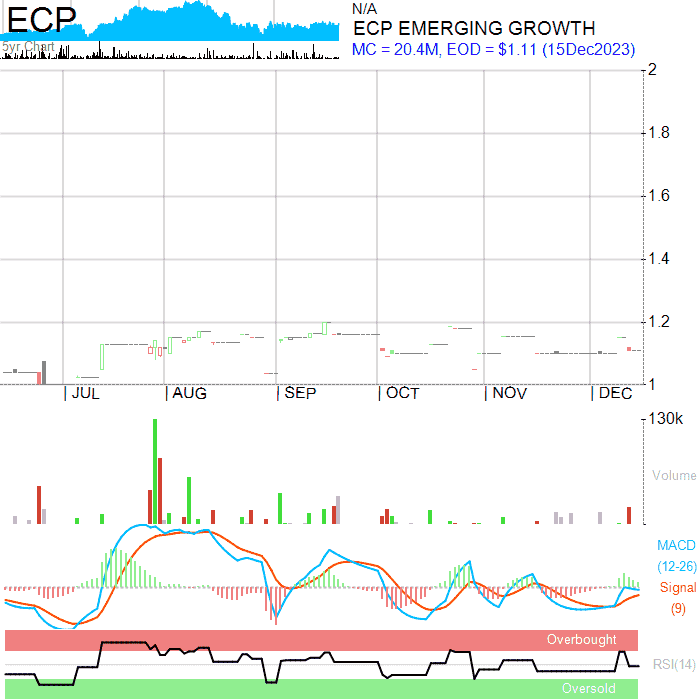 ECP
5yr Chart
N/A
ECP EMERGING GROWTH
MC = 20.4M, EOD = $1.11 (15Dec2023)
2
1.8
1.6
1.4
1.2
1
JUL AUG SEP OCT NOV DEC
130k
Volume
MACD
(12-26)
Signal
(9)
Overbought
RSI(14)
Oversold